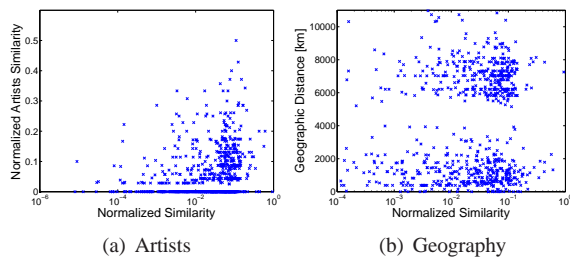 0.5
0.4
0.3
0.2
0.1
0
Normalized Artists Similarity
10^-6 10^-4 10^-2 10^0
Normalized Similarity
(a) Artists
10000
8000
6000
4000
2000
0
Geographic Distance [km]
10^-4 10^-3 10^-2 10^-1 10^0
Normalized Similarity
(b) Geography